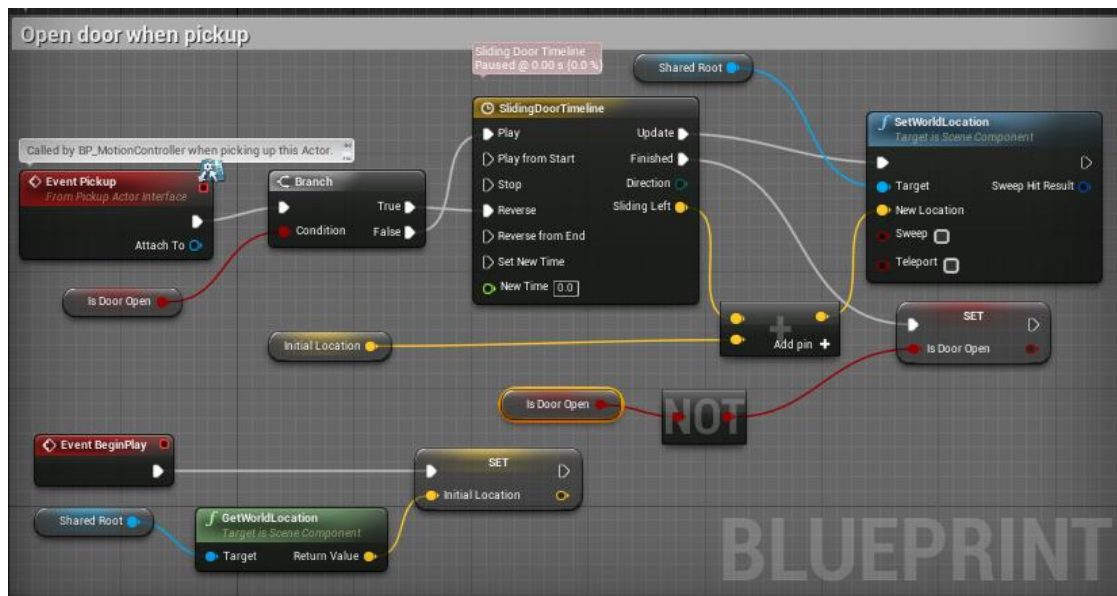 Open door when pickup
Sliding Door Timeline
Paused @ 0.00 s (0.0 %)
Shared Root
SlidingDoorTimeline
Play
Update
Play from Start
Finished
Stop
Direction
Reverse
Sliding Left
Reverse from End
Set New Time
New Time 0.0
SetWorldLocation
Target is Scene Component
Target
Sweep Hit Result
New Location
Sweep
Teleport
Called by BP_MotionController when picking up this Actor.
Event Pickup
From Pickup Actor Interface
Attach To
Branch
True
Condition
False
Is Door Open
Initial Location
Add pin
SET
Is Door Open
Is Door Open
NOT
Event BeginPlay
SET
Initial Location
Shared Root
GetWorldLocation
Target is Scene Component
Target
Return Value
BLUEPRINT